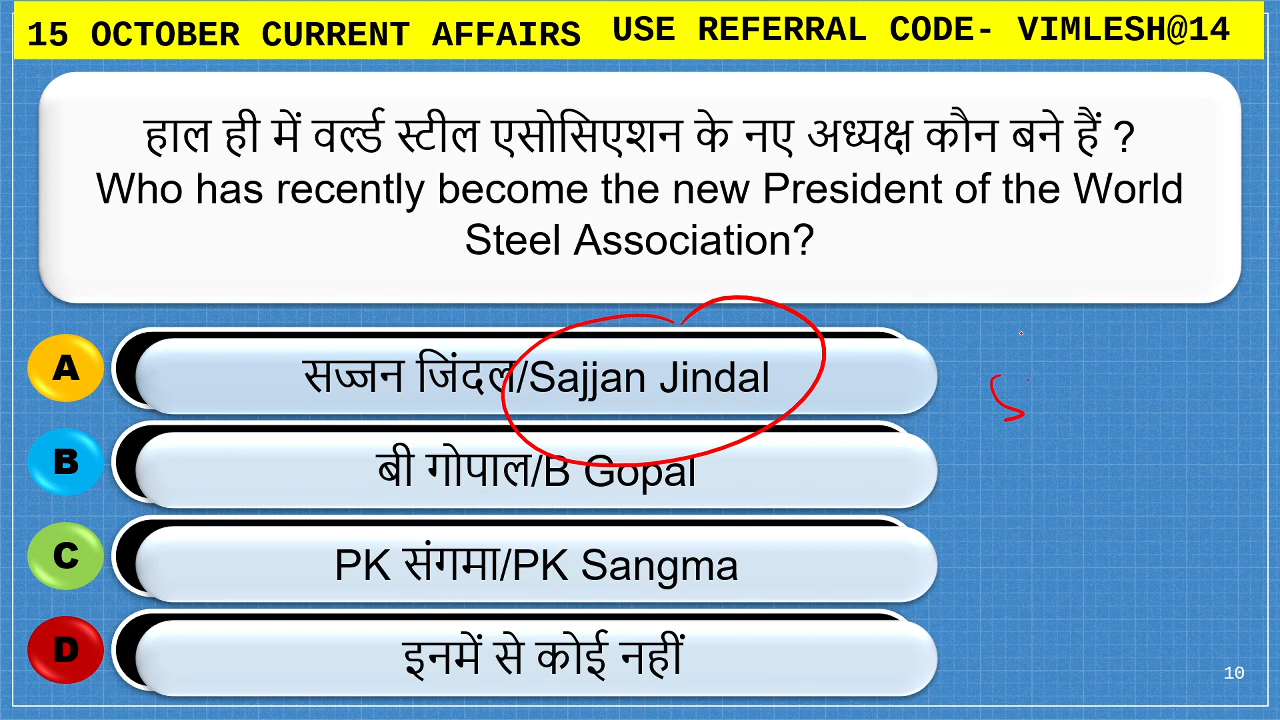 15 OCTOBER CURRENT AFFAIRS USE REFERRAL CODE- VIMLESH@14
हाल ही में वर्ल्ड स्टील एसोसिएशन के नए अध्यक्ष कौन बने हैं ?
Who has recently become the new President of the World
Steel Association?
A सज्जन जिंदल/Sajjan Jindal
B बी गोपाल/B Gopal
C PK संगमा/PK Sangma
D इनमें से कोई नहीं
10